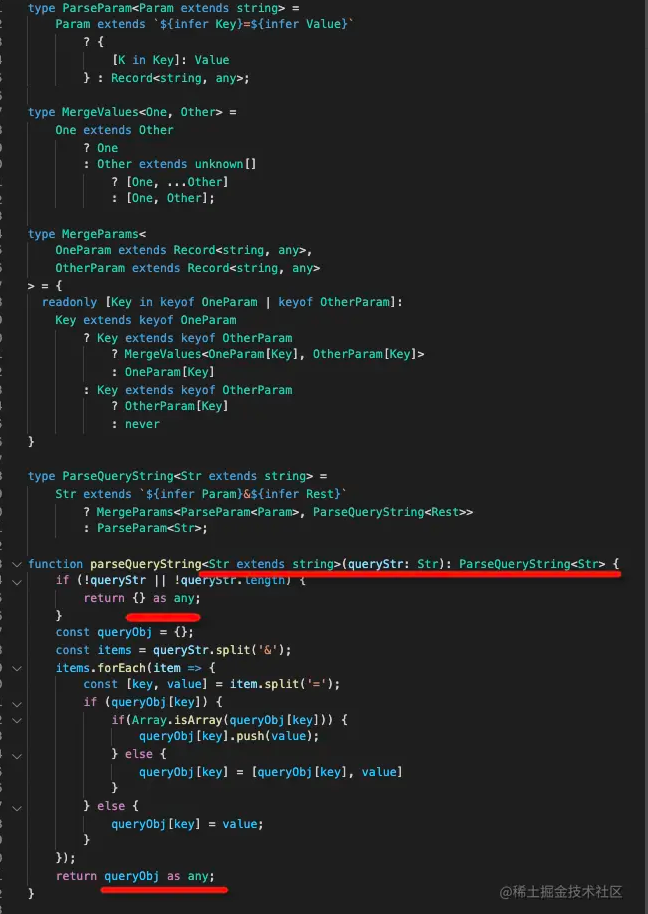 type ParseParam<Param extends string> =
    Param extends `${infer Key}=${infer Value}`
        ? {
            [K in Key]: Value
        } : Record<string, any>;
type MergeValues<One, Other> =
    One extends Other
        ? One
        : Other extends unknown[]
            ? [One, ...Other]
            : [One, Other];
type MergeParams<
    OneParam extends Record<string, any>,
    OtherParam extends Record<string, any>
> = {
  readonly [Key in keyof OneParam | keyof OtherParam]:
    Key extends keyof OneParam
        ? Key extends keyof OtherParam
            ? MergeValues<OneParam[Key], OtherParam[Key]>
            : OneParam[Key]
        : Key extends keyof OtherParam
            ? OtherParam[Key]
            : never
}
type ParseQueryString<Str extends string> =
    Str extends `${infer Param}&${infer Rest}`
        ? MergeParams<ParseParam<Param>, ParseQueryString<Rest>>
        : ParseParam<Str>;
function parseQueryString<Str extends string>(queryStr: Str): ParseQueryString<Str> {
    if (!queryStr || !queryStr.length) {
        return {} as any;
    }
    const queryObj = {};
    const items = queryStr.split('&');
    items.forEach(item => {
        const [key, value] = item.split('=');
        if (queryObj[key]) {
            if(Array.isArray(queryObj[key])) {
                queryObj[key].push(value);
            } else {
                queryObj[key] = [queryObj[key], value]
            }
        } else {
            queryObj[key] = value;
        }
    });
    return queryObj as any;
}
@稀土掘金技术社区